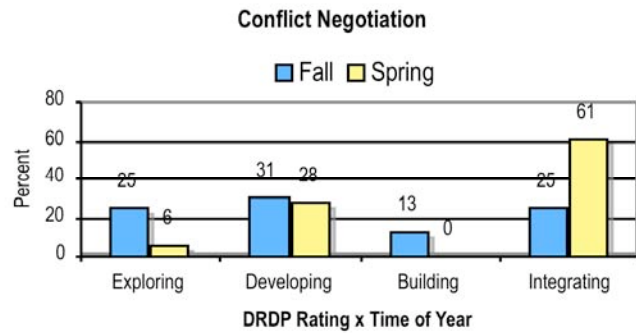 Conflict Negotiation
Fall Spring
80
60
40
20
0
Percent
25
6
31
28
13
0
25
61
Exploring Developing Building Integrating
DRDP Rating x Time of Year